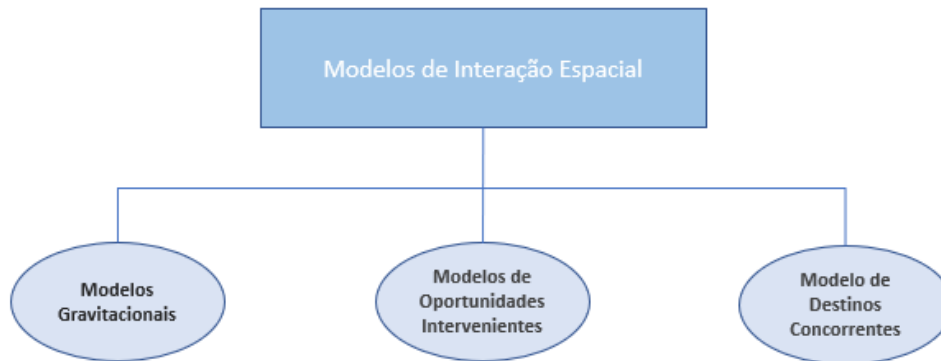 Modelos de Interação Espacial
Modelos
Gravitacionais
Modelos de
Oportunidades
Intervenientes
Modelo de
Destinos
Concorrentes